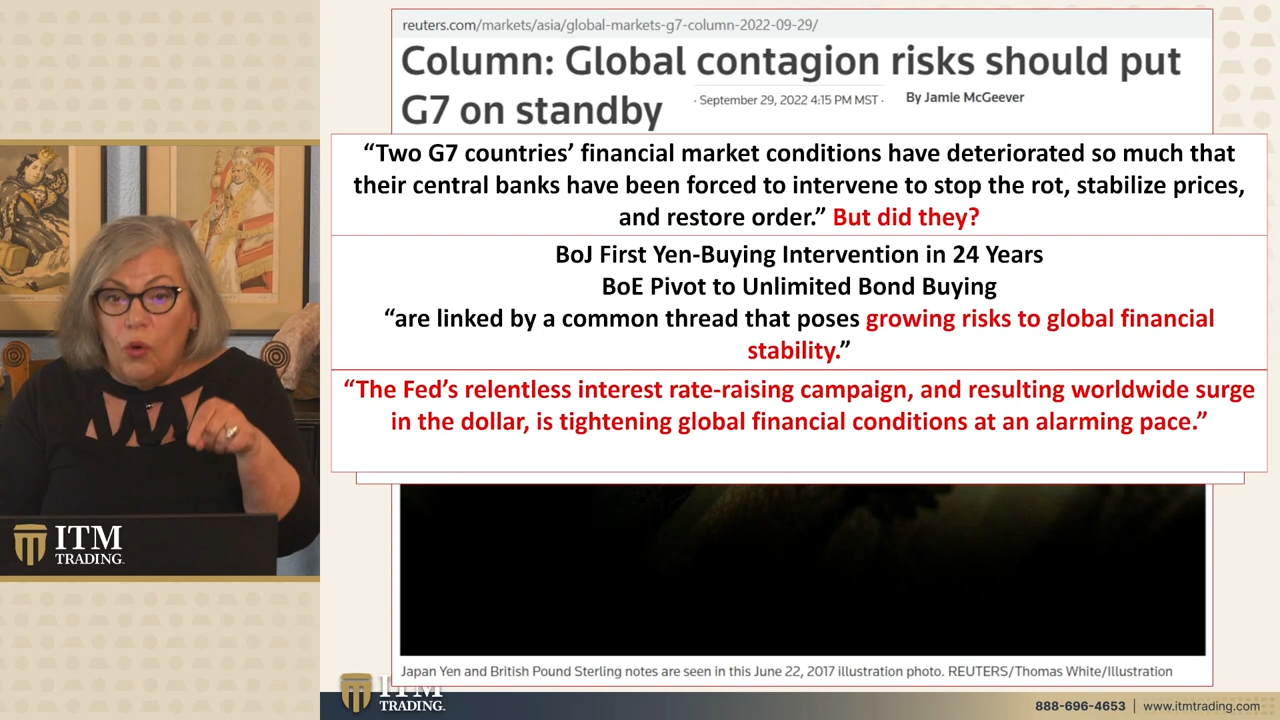 reuters.com/markets/asia/global-markets-g7-column-2022-09-29/
Column: Global contagion risks should put
G7 on standby
· September 29, 2022 4:15 PM MST ·
By Jamie McGeever
“Two G7 countries’ financial market conditions have deteriorated so much that
their central banks have been forced to intervene to stop the rot, stabilize prices,
and restore order.” But did they?
BoJ First Yen-Buying Intervention in 24 Years
BoE Pivot to Unlimited Bond Buying
“are linked by a common thread that poses growing risks to global financial
stability.”
“The Fed’s relentless interest rate-raising campaign, and resulting worldwide surge
in the dollar, is tightening global financial conditions at an alarming pace.”
ITM
TRADING
Japan Yen and British Pound Sterling notes are seen in this June 22, 2017 illustration photo. REUTERS/Thomas White/Illustration
ITM
TRADING
888-696-4653 | www.itmtrading.com